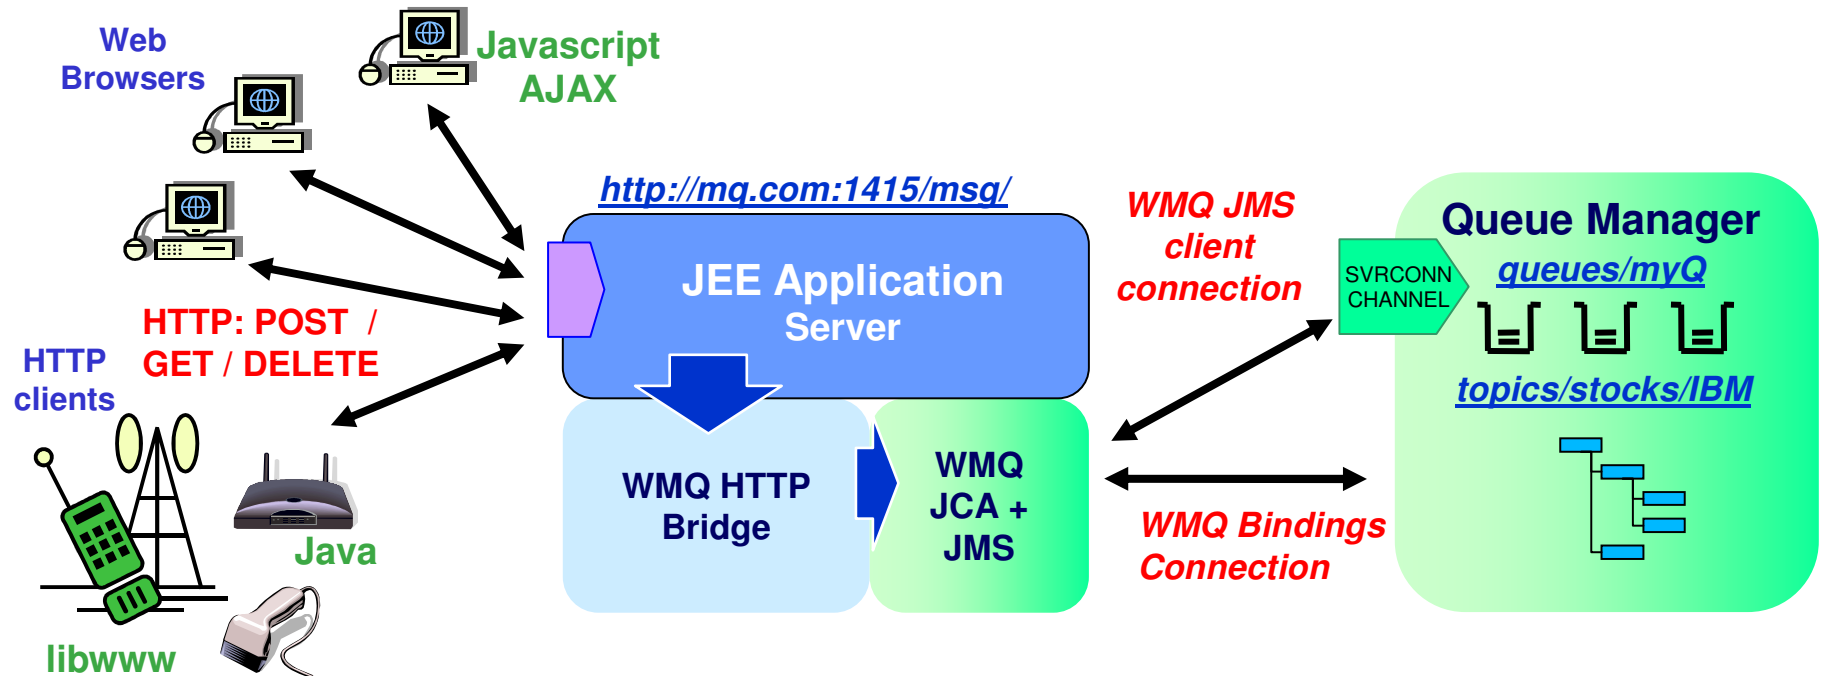 Web
Browsers
Javascript
AJAX
http://mq.com:1415/msg/
JEE Application
Server
HTTP: POST /
GET / DELETE
HTTP
clients
Java
libwww
WMQ HTTP
Bridge
WMQ
JCA +
JMS
WMQ JMS
client
connection
WMQ Bindings
Connection
SVRCONN
CHANNEL
Queue Manager
queues/myQ
topics/stocks/IBM